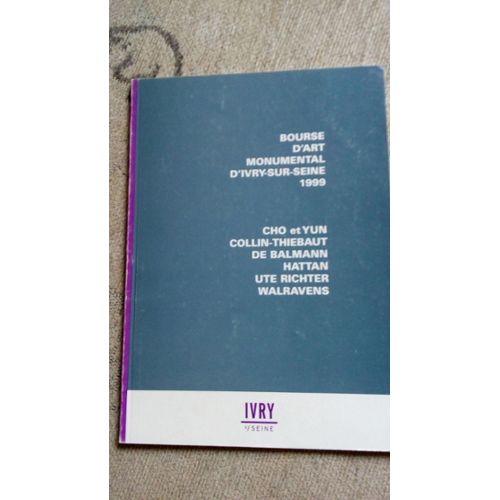 BOURSE
D'ART
MONUMENTAL
D'IVRY-SUR-SEINE
1999
CHO et YUN
COLLIN-THIEBAUT
DE BALMANN
HATTAN
UTE RICHTER
WALRAVENS
IVRY
s/SEINE